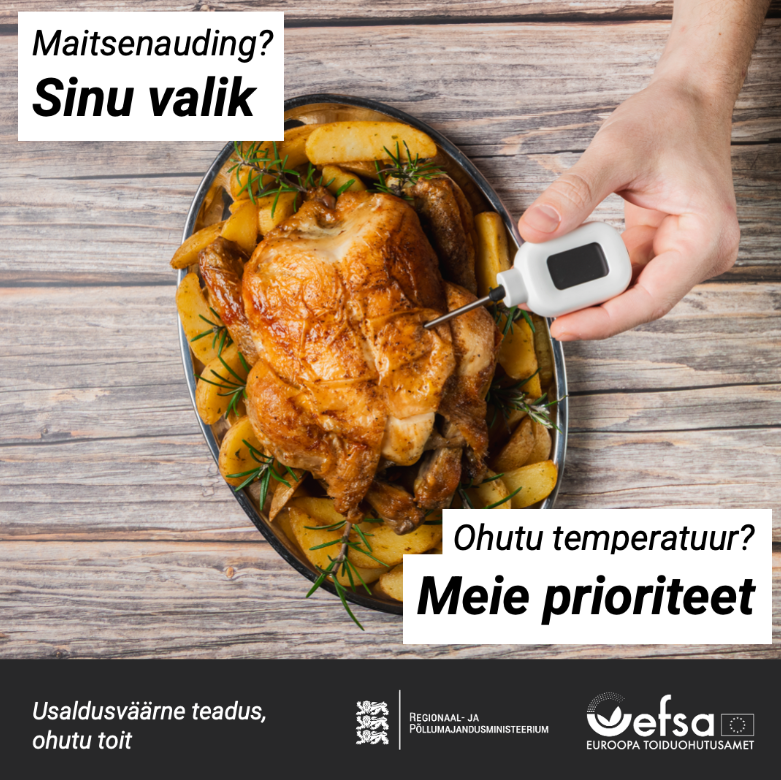 Maitsenauding?
Sinu valik
Ohutu temperatuur?
Meie prioriteet
Usaldusväärne teadus,
ohutu toit
REGIONAAL- JA
PÕLLUMAJANDUSMINISTEERIUM
efsa
EUROOPA TOIDUOHUTUSAMET